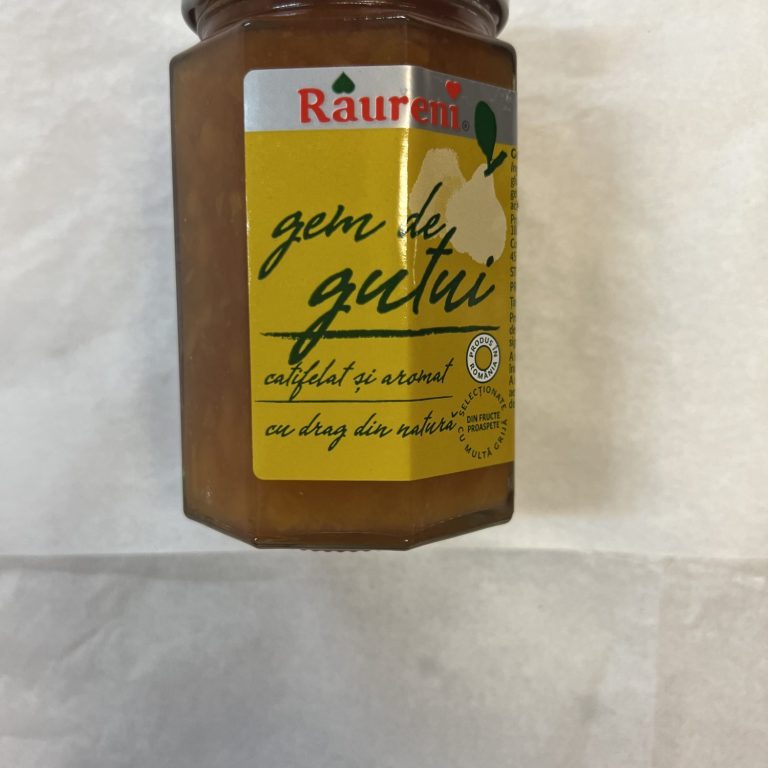 Râureni®
gem de
gutui
catifelat și aromat
cu drag din natură
PRODUS ÎN
ROMÂNIA
SELECȚIONATE
DIN FRUCTE
PROASPETE
CU MULTĂ GRIJĂ